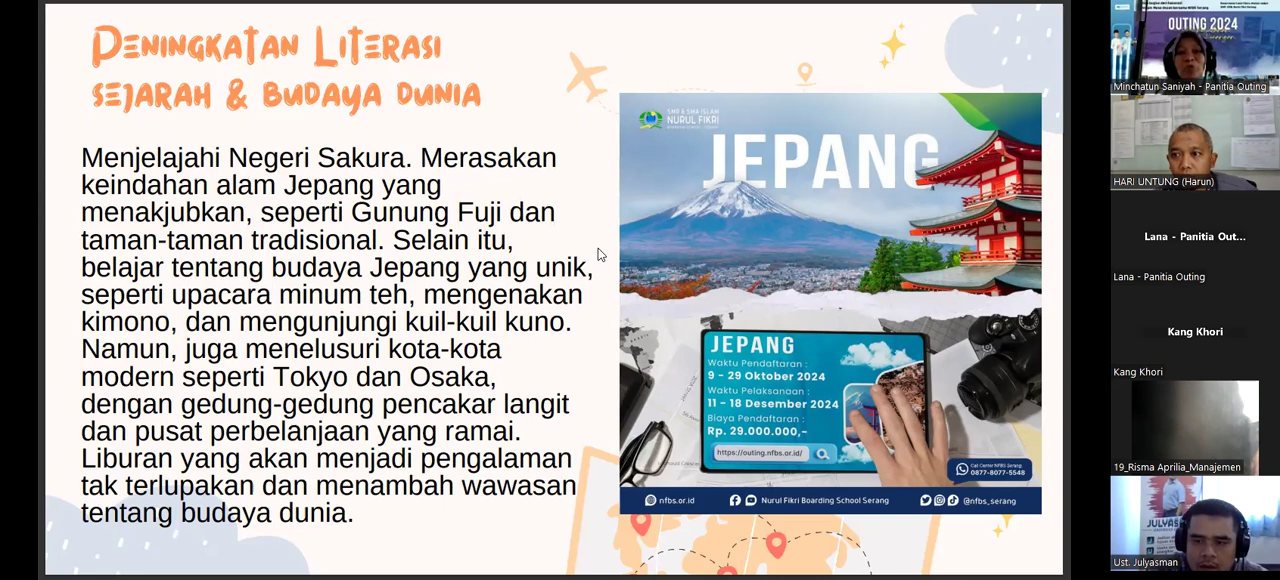 Peningkatan Literasi
sejarah & budaya dunia
Menjelajahi Negeri Sakura. Merasakan
keindahan alam Jepang yang
menakjubkan, seperti Gunung Fuji dan
taman-taman tradisional. Selain itu,
belajar tentang budaya Jepang yang unik,
seperti upacara minum teh, mengenakan
kimono, dan mengunjungi kuil-kuil kuno.
Namun, juga menelusuri kota-kota
modern seperti Tokyo dan Osaka,
dengan gedung-gedung pencakar langit
dan pusat perbelanjaan yang ramai.
Liburan yang akan menjadi pengalaman
tak terlupakan dan menambah wawasan
tentang budaya dunia.
SMP & SMA ISLAM
NURUL FIKRI
JEPANG
JEPANG
Waktu Pendaftaran :
9 - 29 Oktober 2024
Waktu Pelaksanaan :
11 - 18 Desember 2024
Biaya Pendaftaran :
Rp. 29.000.000,-
https://outing.nfbs.or.id/
Call Center NFBS Serang
0877-8077-5548
nfbs.or.id
Nurul Fikri Boarding School Serang
@nfbs_serang
OUTING 2024
Minchatun Saniyah - Panitia Outing
HARI UNTUNG (Harun)
Lana - Panitia Out...
Lana - Panitia Outing
Kang Khori
Kang Khori
19_Risma Aprilia_Manajemen
JULYASMAN
Ust. Julyasman